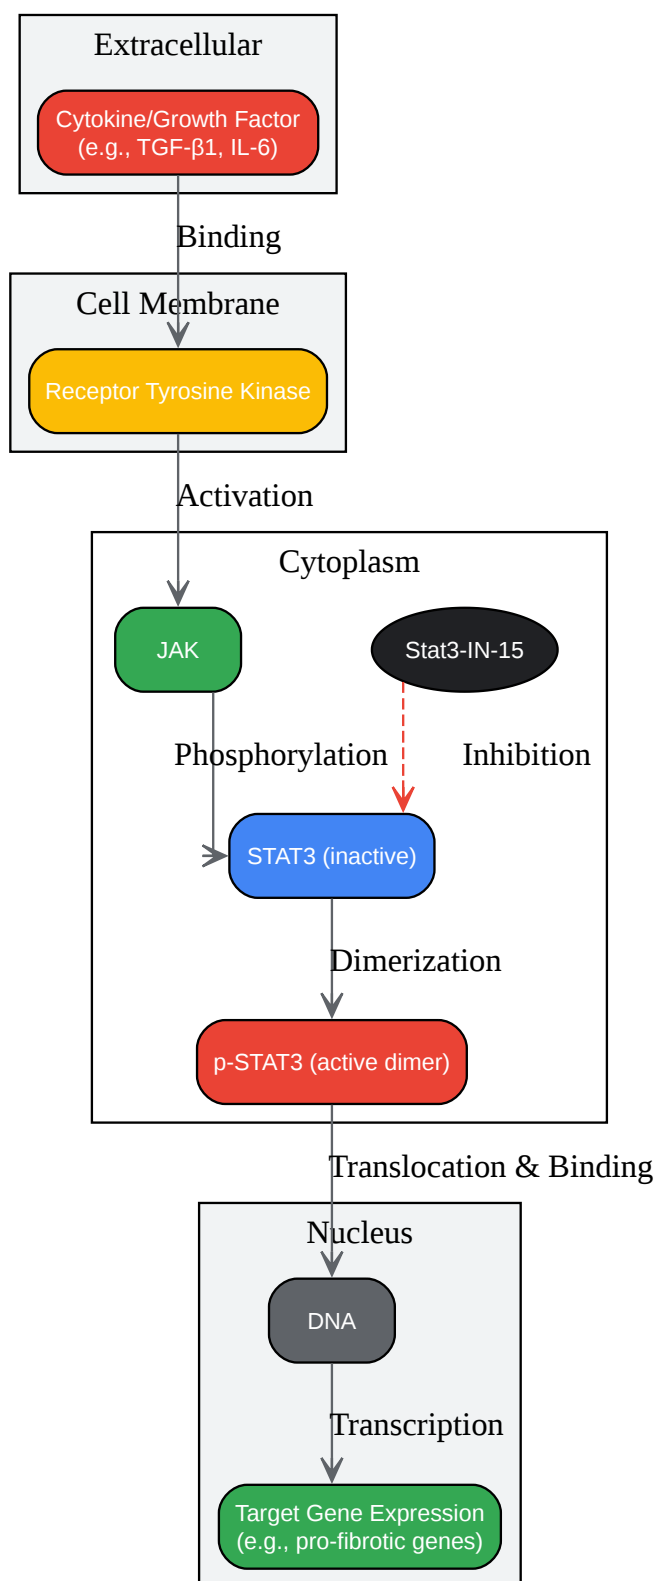 Extracellular
Cytokine/Growth Factor
(e.g., TGF-β1, IL-6)
Binding
Cell Membrane
Receptor Tyrosine Kinase
Activation
Cytoplasm
JAK
Stat3-IN-15
Phosphorylation
Inhibition
STAT3 (inactive)
Dimerization
p-STAT3 (active dimer)
Translocation & Binding
Nucleus
DNA
Transcription
Target Gene Expression
(e.g., pro-fibrotic genes)